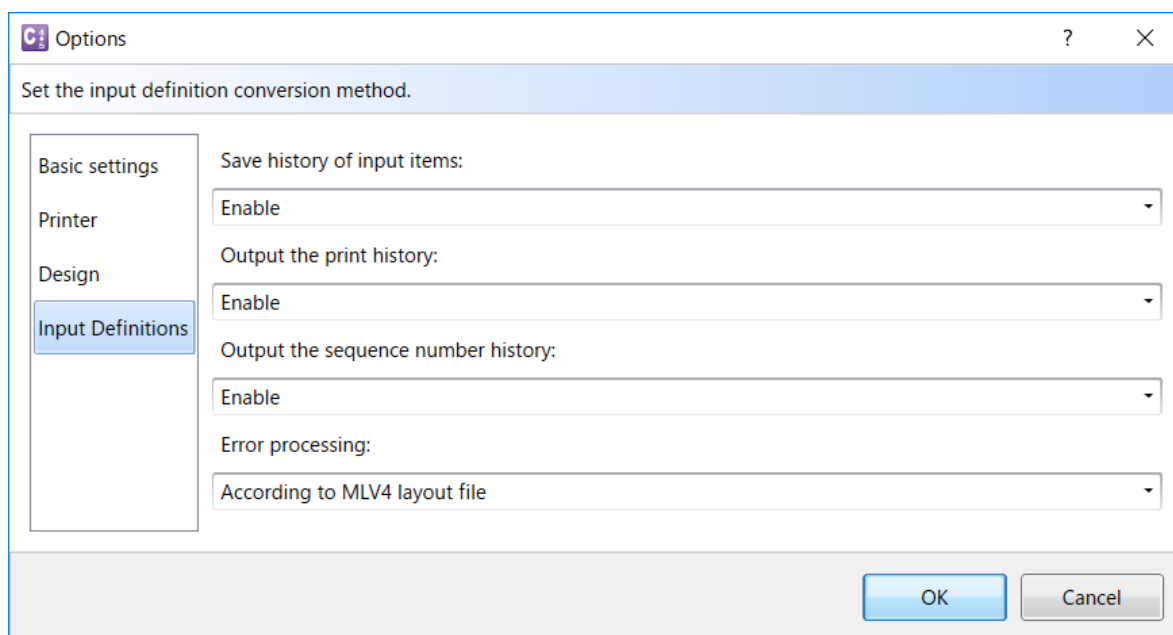 Options
?
Set the input definition conversion method.
Basic settings
Printer
Design
Input Definitions
Save history of input items:
Enable
Output the print history:
Enable
Output the sequence number history:
Enable
Error processing:
According to MLV4 layout file
OK
Cancel